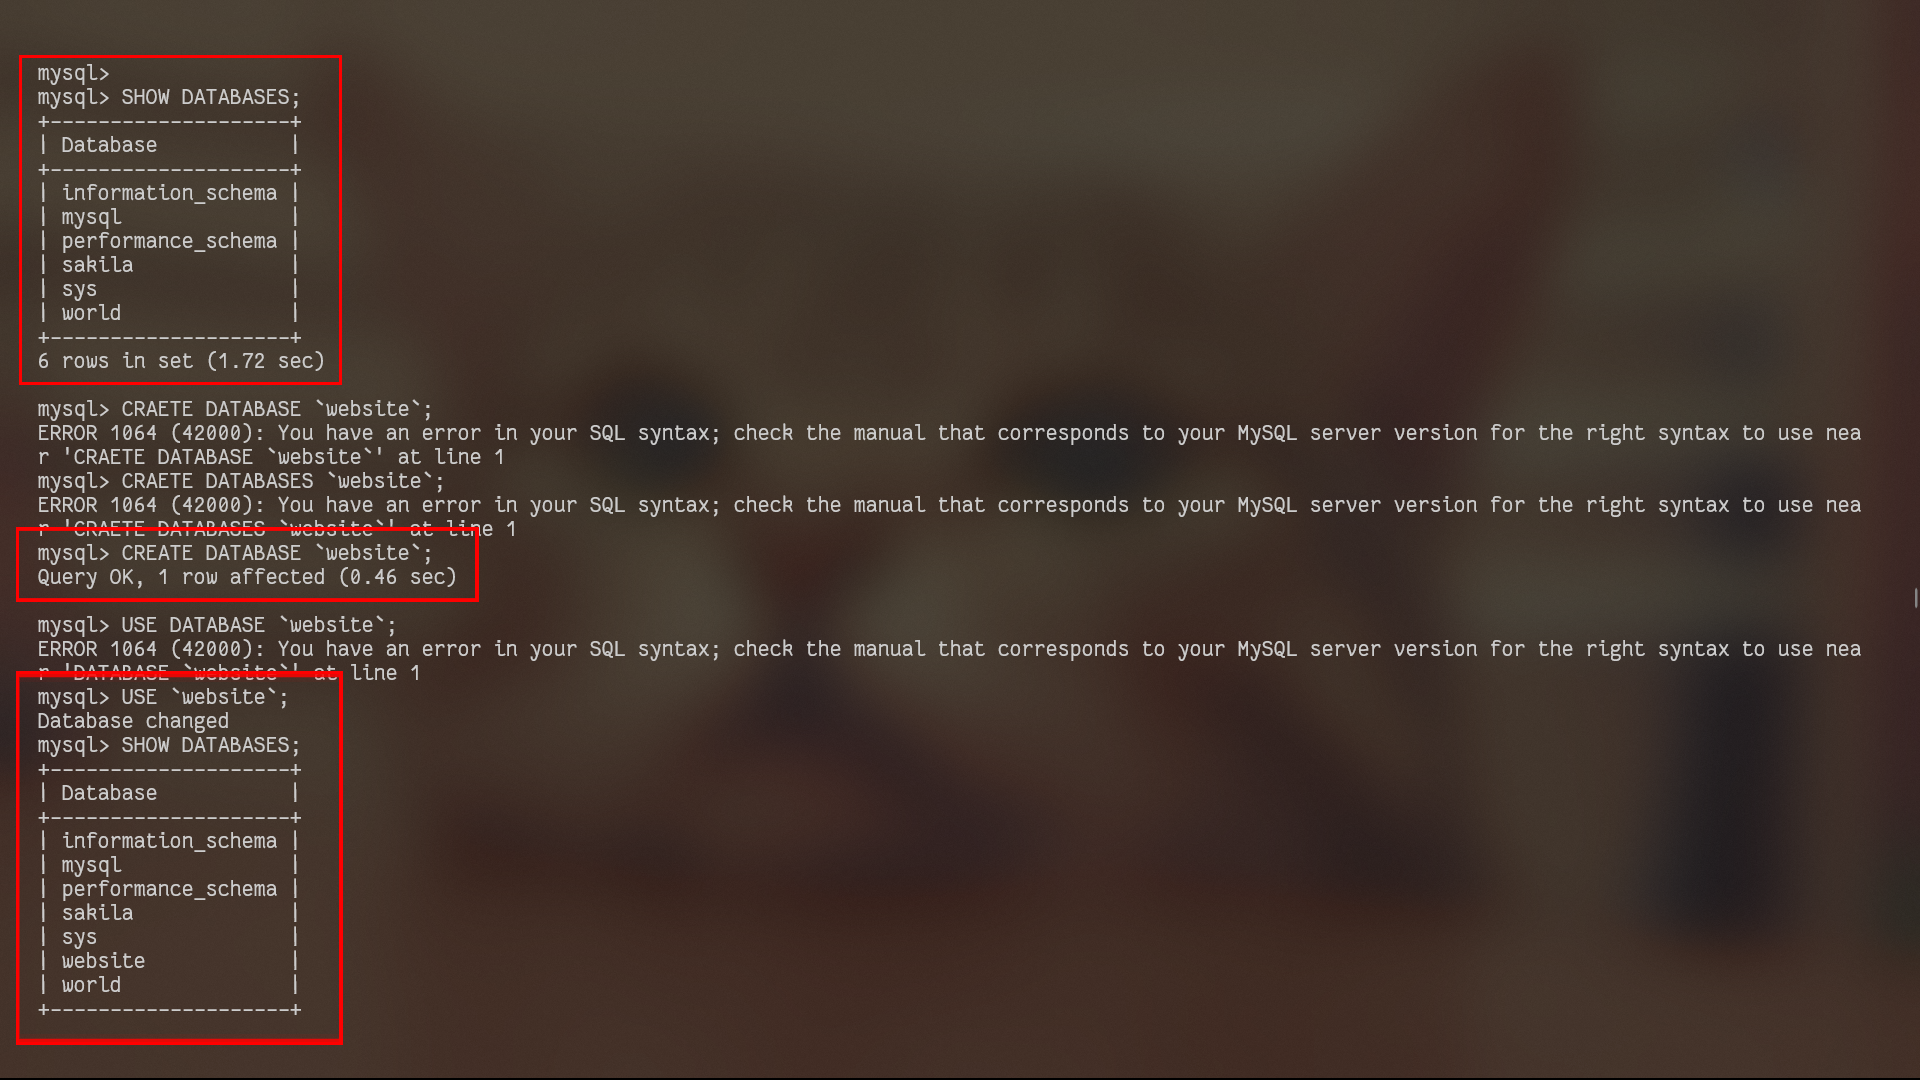 mysql>
mysql> SHOW DATABASES;
+--------------------+
| Database           |
+--------------------+
| information_schema |
| mysql              |
| performance_schema |
| sakila             |
| sys                |
| world              |
+--------------------+
6 rows in set (1.72 sec)
mysql> CRAETE DATABASE `website`;
ERROR 1064 (42000): You have an error in your SQL syntax; check the manual that corresponds to your MySQL server version for the right syntax to use nea
r 'CRAETE DATABASE `website`' at line 1
mysql> CRAETE DATABASES `website`;
ERROR 1064 (42000): You have an error in your SQL syntax; check the manual that corresponds to your MySQL server version for the right syntax to use nea
r 'CRAETE DATABASES `website`' at line 1
mysql> CREATE DATABASE `website`;
Query OK, 1 row affected (0.46 sec)
mysql> USE DATABASE `website`;
ERROR 1064 (42000): You have an error in your SQL syntax; check the manual that corresponds to your MySQL server version for the right syntax to use nea
r 'DATABASE `website`' at line 1
mysql> USE `website`;
Database changed
mysql> SHOW DATABASES;
+--------------------+
| Database           |
+--------------------+
| information_schema |
| mysql              |
| performance_schema |
| sakila             |
| sys                |
| website            |
| world              |
+--------------------+